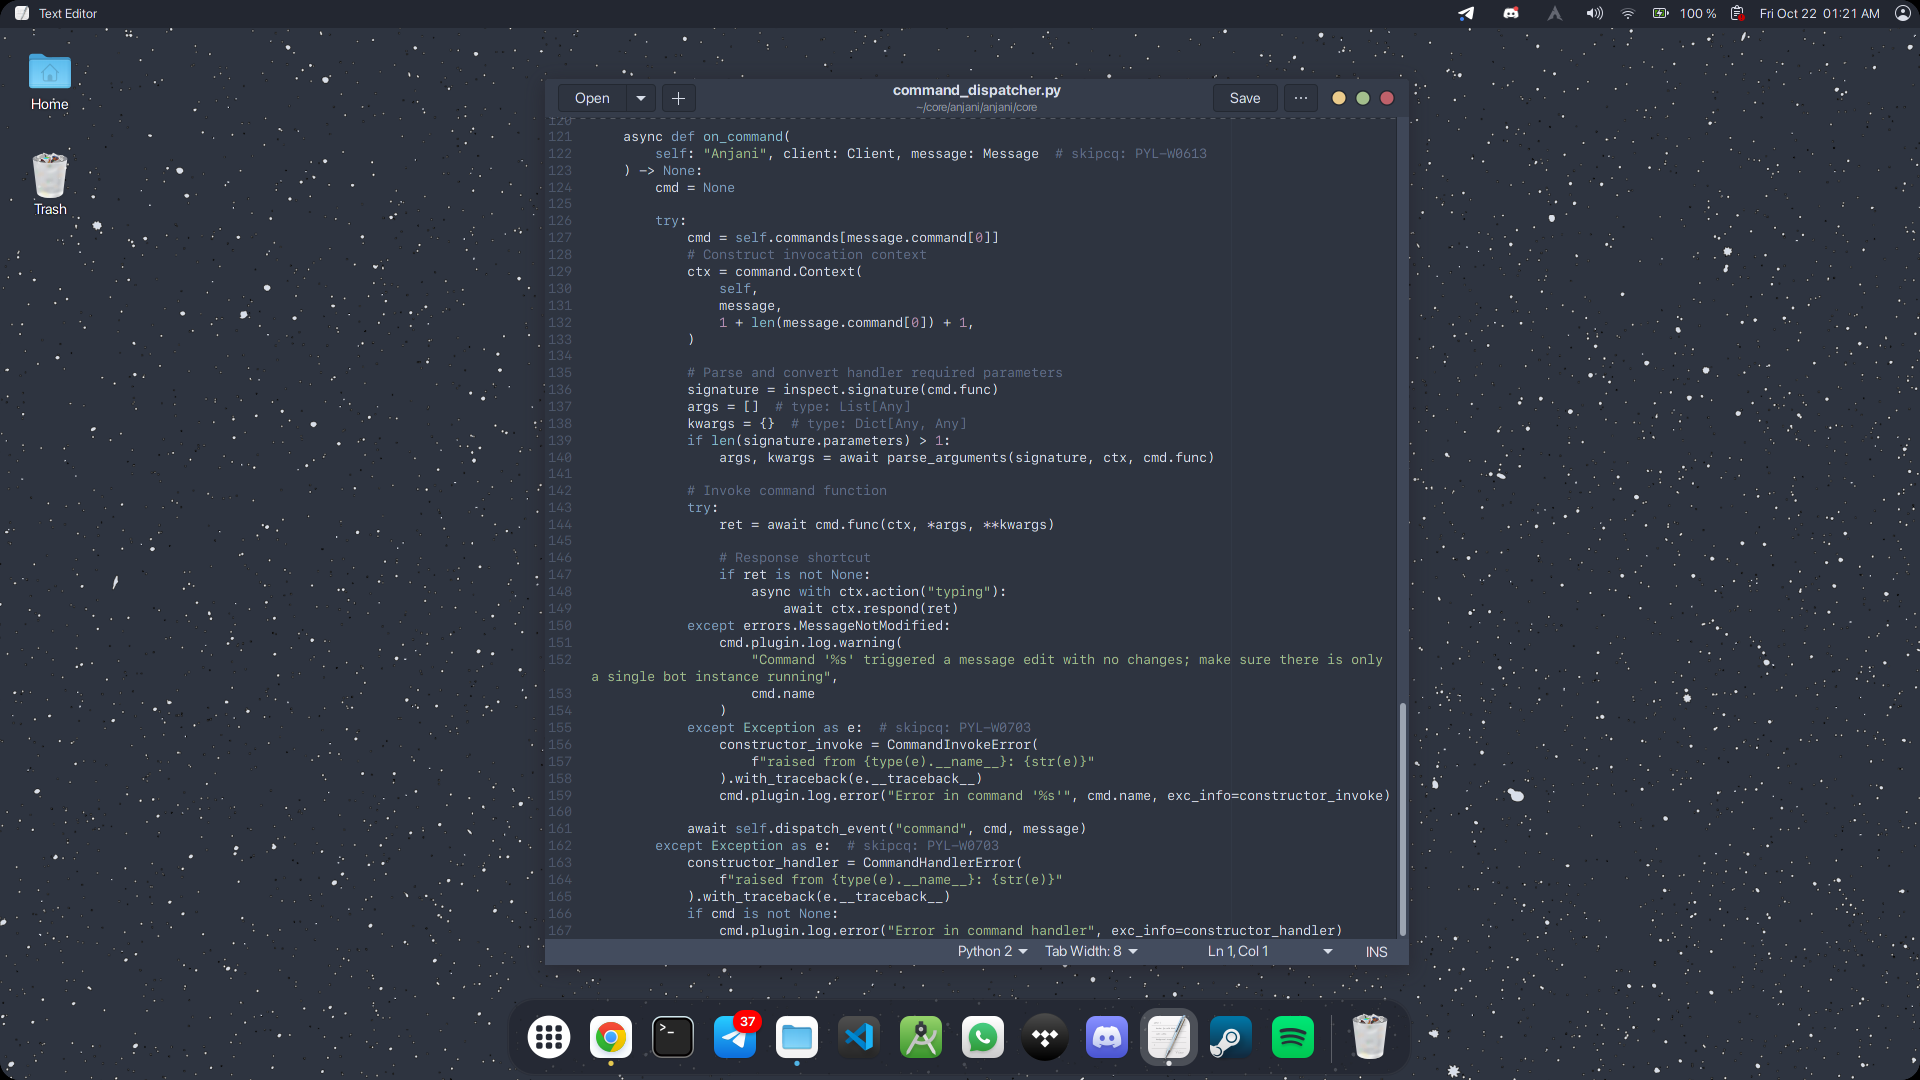 Text Editor
100 %
Fri Oct 22 01:21 AM
Home
Trash
Open
command_dispatcher.py
~/core/anjani/anjani/core
Save
120
121 async def on_command(
122 self: "Anjani", client: Client, message: Message  # skipcq: PYL-W0613
123 ) -> None:
124 cmd = None
125
126 try:
127 cmd = self.commands[message.command[0]]
128 # Construct invocation context
129 ctx = command.Context(
130 self,
131 message,
132 1 + len(message.command[0]) + 1,
133 )
134
135 # Parse and convert handler required parameters
136 signature = inspect.signature(cmd.func)
137 args = []  # type: List[Any]
138 kwargs = {}  # type: Dict[Any, Any]
139 if len(signature.parameters) > 1:
140 args, kwargs = await parse_arguments(signature, ctx, cmd.func)
141
142 # Invoke command function
143 try:
144 ret = await cmd.func(ctx, *args, **kwargs)
145
146 # Response shortcut
147 if ret is not None:
148 async with ctx.action("typing"):
149 await ctx.respond(ret)
150 except errors.MessageNotModified:
151 cmd.plugin.log.warning(
152 "Command '%s' triggered a message edit with no changes; make sure there is only
a single bot instance running",
153 cmd.name
154 )
155 except Exception as e:  # skipcq: PYL-W0703
156 constructor_invoke = CommandInvokeError(
157 f"raised from {type(e).__name__}: {str(e)}"
158 ).with_traceback(e.__traceback__)
159 cmd.plugin.log.error("Error in command '%s'", cmd.name, exc_info=constructor_invoke)
160
161 await self.dispatch_event("command", cmd, message)
162 except Exception as e:  # skipcq: PYL-W0703
163 constructor_handler = CommandHandlerError(
164 f"raised from {type(e).__name__}: {str(e)}"
165 ).with_traceback(e.__traceback__)
166 if cmd is not None:
167 cmd.plugin.log.error("Error in command handler", exc_info=constructor_handler)
Python 2
Tab Width: 8
Ln 1, Col 1
INS
37